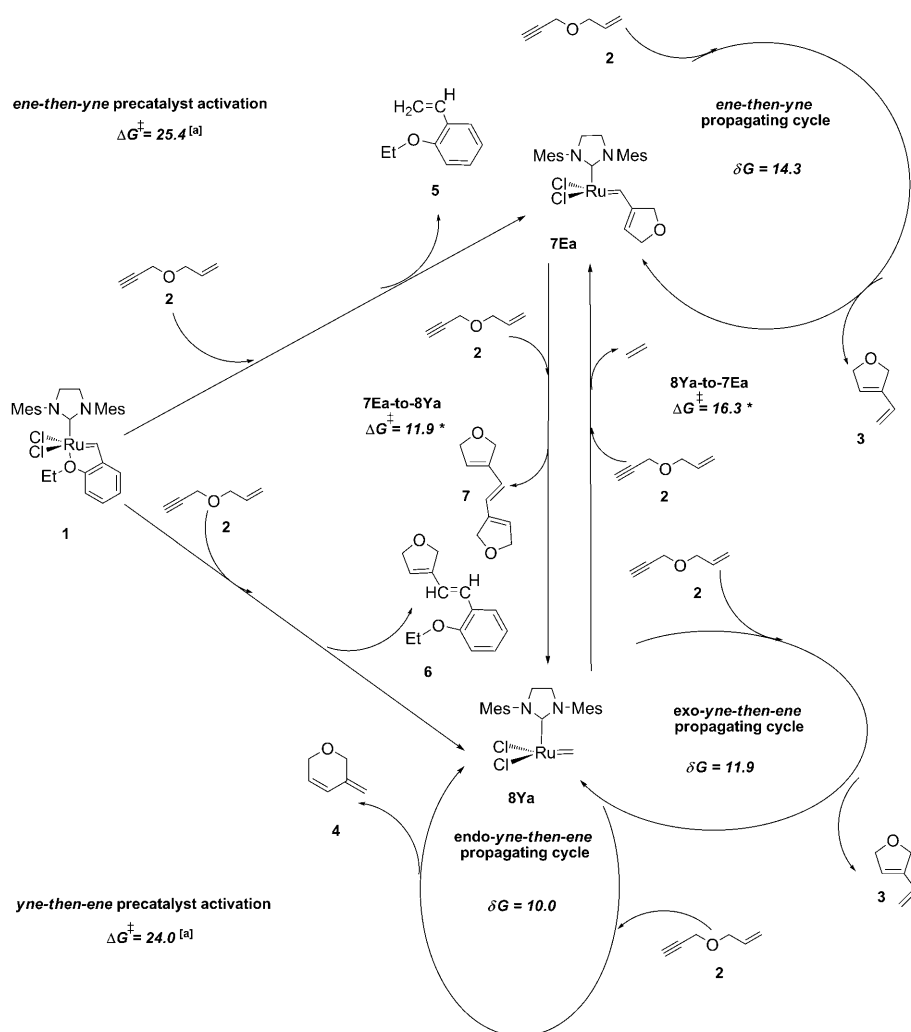 2
ene-then-yne precatalyst activation
ΔG‡ = 25.4 [a]
H₂C=C
H
Et
O
5
ene-then-yne
propagating cycle
δG = 14.3
Mes
N
N
Mes
Cl
Cl
Ru
O
7Ea
O
2
O
2
O
3
7Ea-to-8Ya
ΔG‡ = 11.9 *
8Ya-to-7Ea
ΔG‡ = 16.3 *
Mes
N
N
Mes
Cl
Cl
Ru
Et
O
1
O
2
O
7
O
O
2
O
HC=C
H
Et
O
6
O
2
Mes
N
N
Mes
Cl
Cl
Ru
8Ya
exo-yne-then-ene
propagating cycle
δG = 11.9
O
4
endo-yne-then-ene
propagating cycle
δG = 10.0
O
3
yne-then-ene precatalyst activation
ΔG‡ = 24.0 [a]
O
2